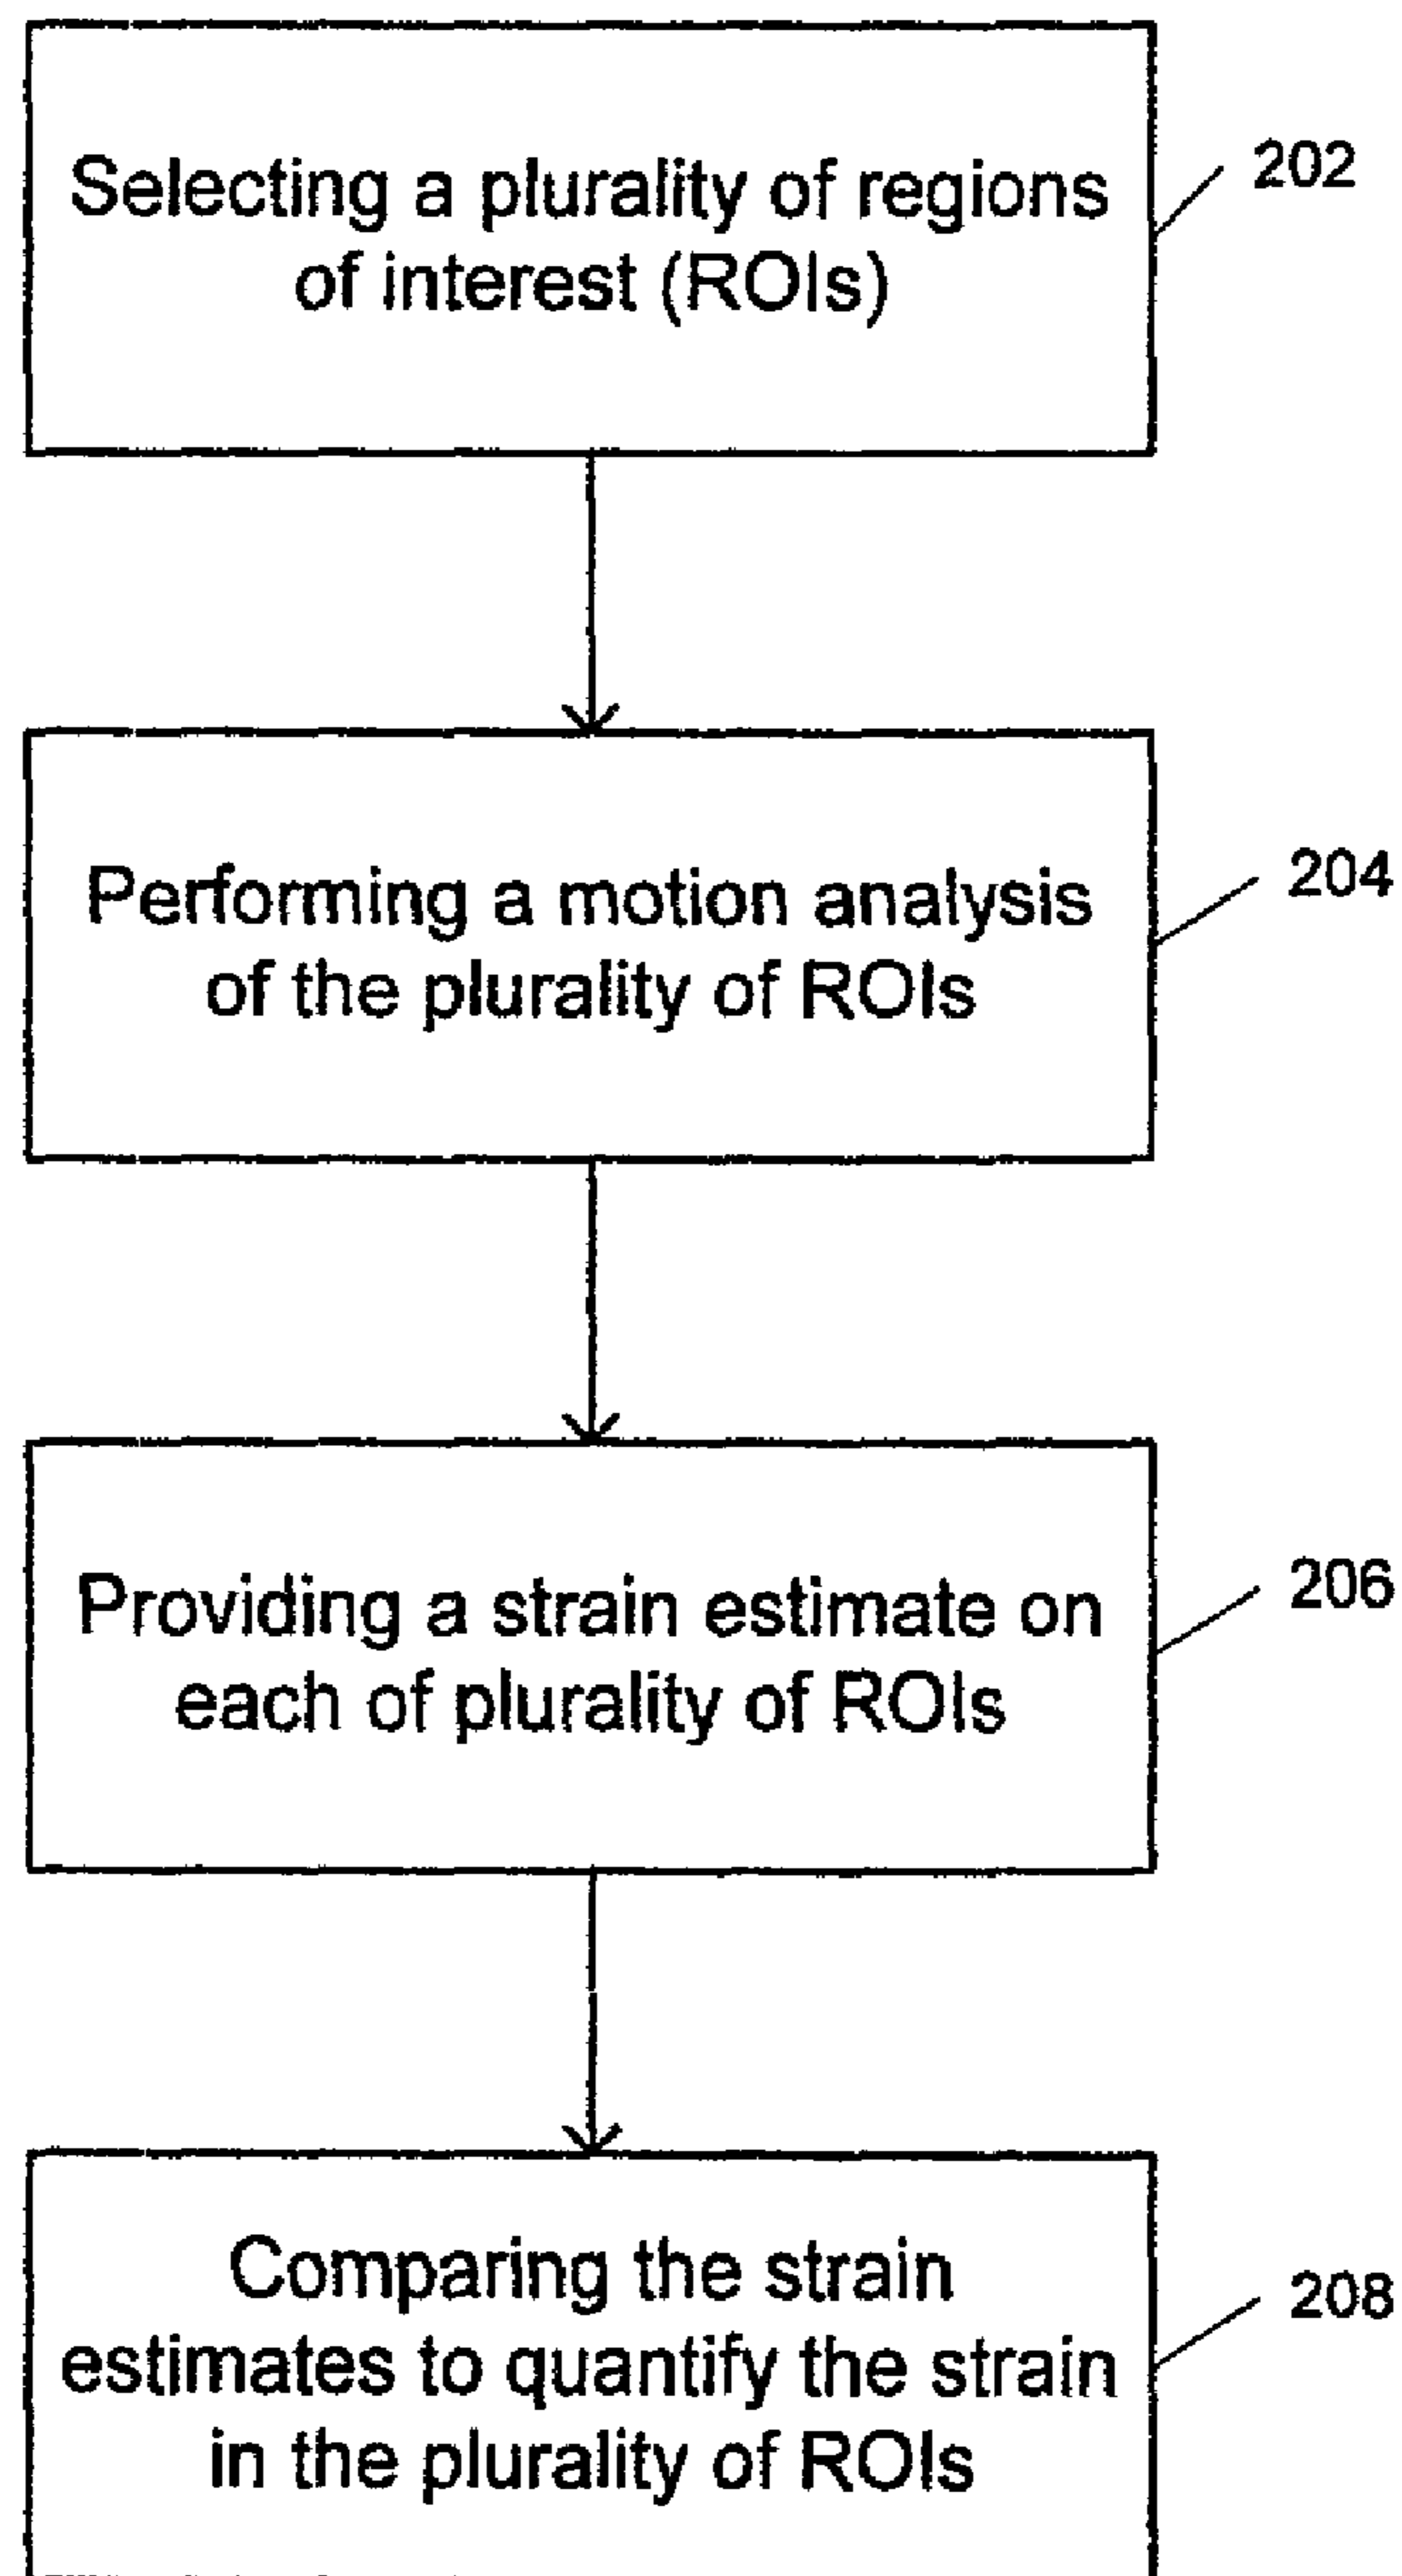 Selecting a plurality of regions
of interest (ROIs)
202
Performing a motion analysis
of the plurality of ROIs
204
Providing a strain estimate on
each of plurality of ROIs
206
Comparing the strain
estimates to quantify the strain
in the plurality of ROIs
208